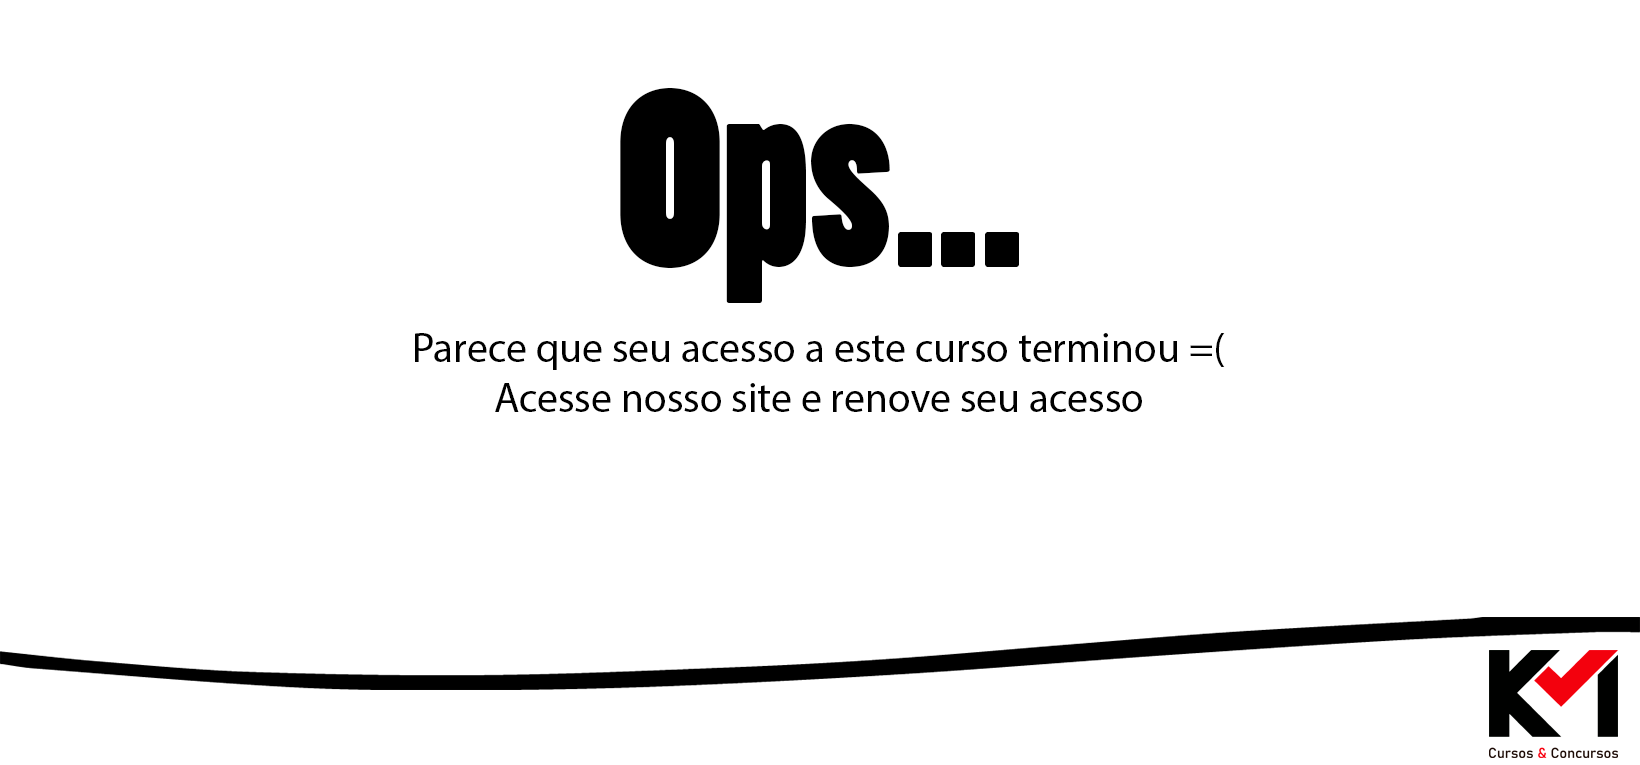 Ops...
Parece que seu acesso a este curso terminou =(
Acesse nosso site e renove seu acesso
KM
Cursos & Concursos